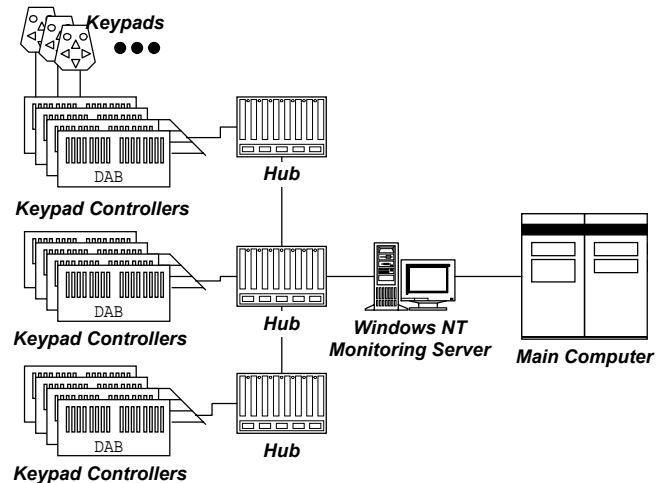 Keypads
DAB
Hub
Keypad Controllers
DAB
Hub
Keypad Controllers
Windows NT
Monitoring Server
Main Computer
DAB
Hub
Keypad Controllers